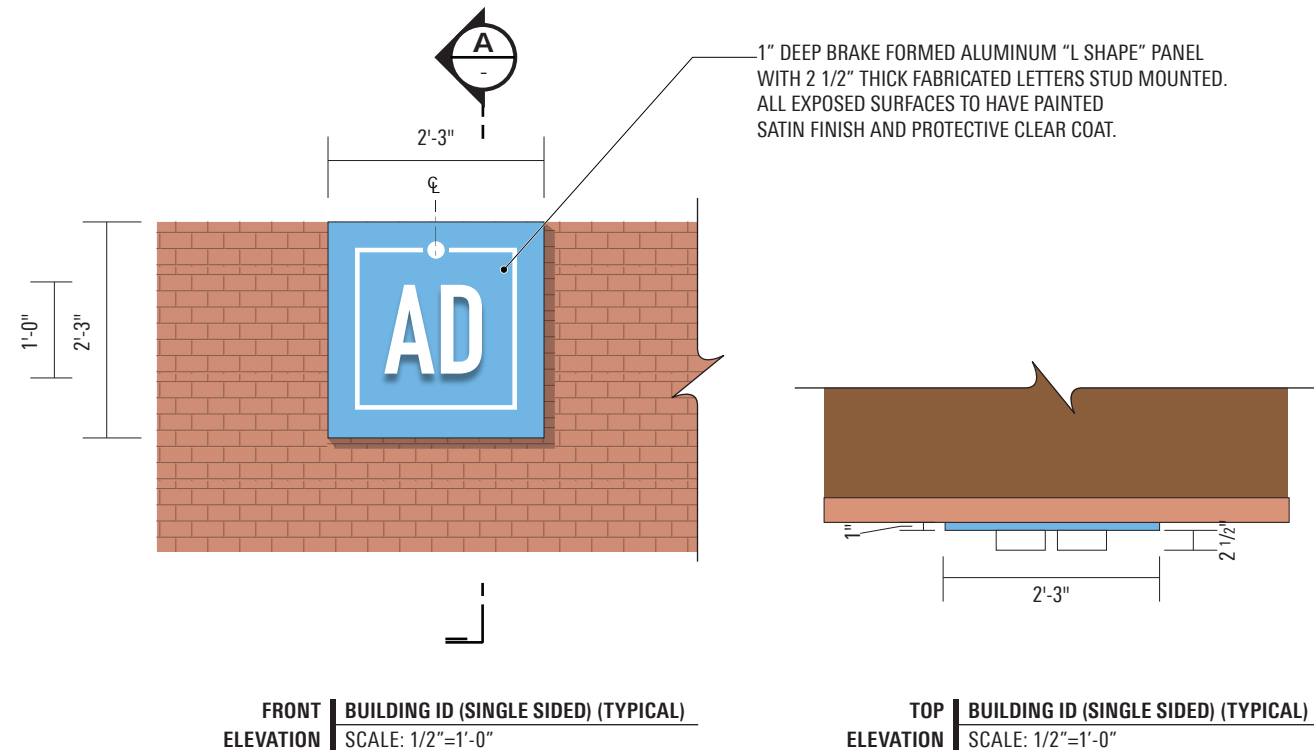 A
-
1” DEEP BRAKE FORMED ALUMINUM “L SHAPE” PANEL
WITH 2 1/2” THICK FABRICATED LETTERS STUD MOUNTED.
ALL EXPOSED SURFACES TO HAVE PAINTED
SATIN FINISH AND PROTECTIVE CLEAR COAT.
2'-3"
℄
1'-0"
2'-3"
AD
1"
2 1/2"
2'-3"
FRONT
ELEVATION
BUILDING ID (SINGLE SIDED) (TYPICAL)
SCALE: 1/2”=1’-0”
TOP
ELEVATION
BUILDING ID (SINGLE SIDED) (TYPICAL)
SCALE: 1/2”=1’-0”